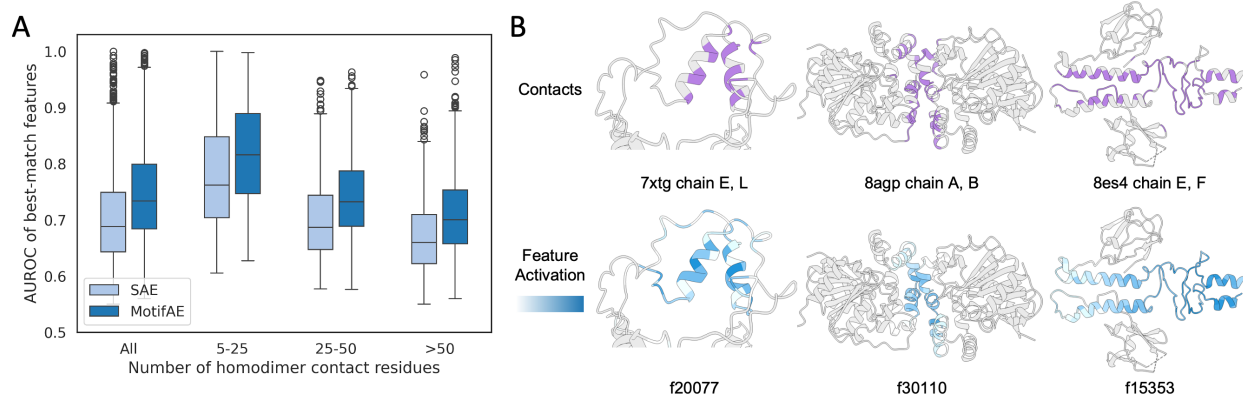 A
AUROC of best-match features
1.0
0.9
0.8
0.7
0.6
0.5
SAE
MotifAE
All
5-25
25-50
>50
Number of homodimer contact residues
B
Contacts
7xtg chain E, L
8agp chain A, B
8es4 chain E, F
Feature
Activation
f20077
f30110
f15353